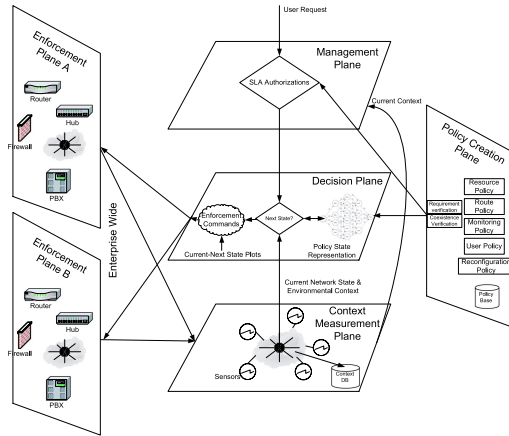 User Request
Enforcement
Plane A
Router
Hub
Firewall
PBX
Management
Plane
SLA Authorizations
Current Context
Policy Creation
Plane
Resource
Policy
Route
Policy
Monitoring
Policy
User Policy
Reconfiguration
Policy
Policy
Base
Requirement
verification
Verification
Decision Plane
Enforcement
Commands
Next State?
Policy State
Representation
Current-Next State Plots
Enterprise Wide
Enforcement
Plane B
Router
Hub
Firewall
PBX
Current Network State &
Environmental Context
Context
Measurement
Plane
Sensors
Context
DB